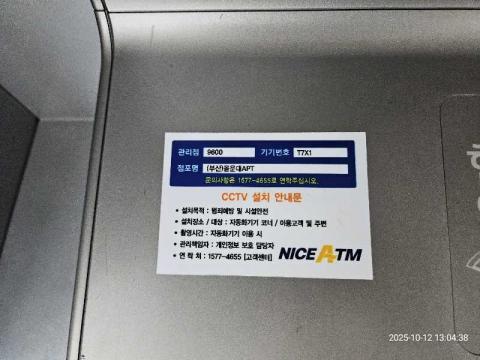 관리점 9600 기기번호 T7X1
점포명 (부산)올문대APT
문의사항은 1577-4655로 연락주십시오.
CCTV 설치 안내문
• 설치목적 : 범죄예방 및 시설안전
• 설치장소 / 대상 : 자동화기기 코너 / 이용고객 및 주변
• 촬영시간 : 자동화기기 이용 시
• 관리책임자 : 개인정보 보호 담당자
• 연 락 처 : 1577-4655 [고객센터]
NICE ATM
2025-10-12 13:04:38